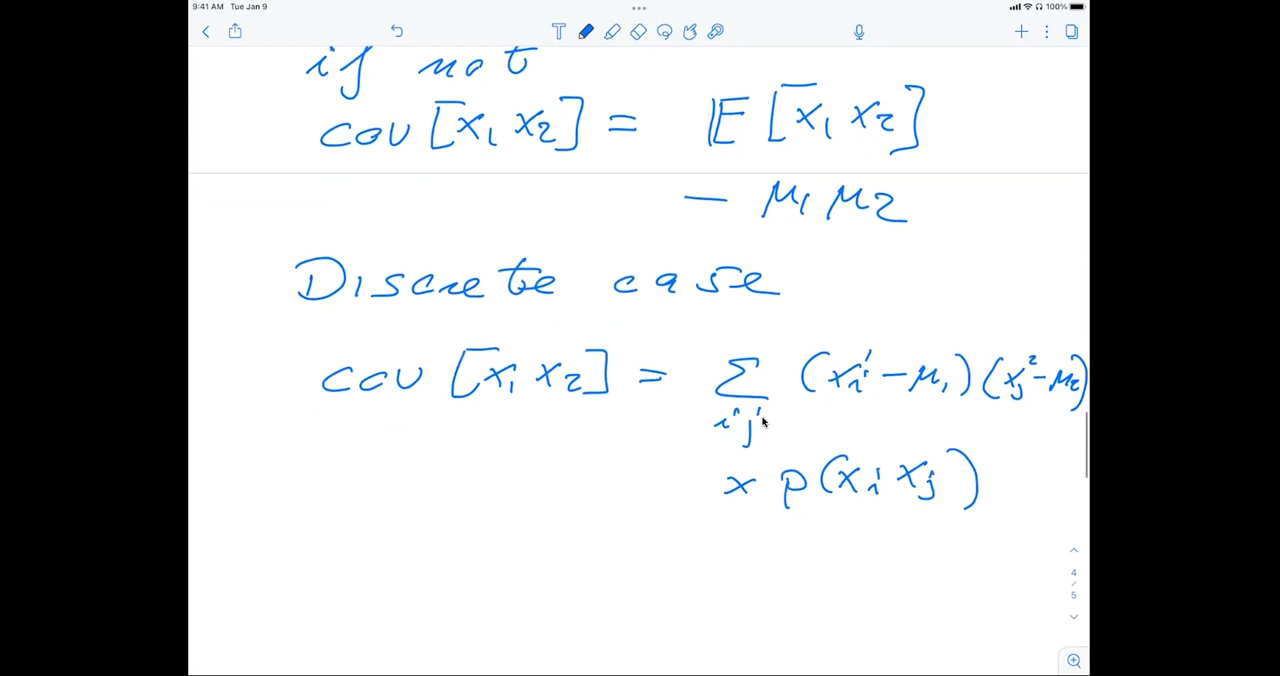 9:41 AM Tue Jan 9
100%
if not
cov [x₁ x₂] = 𝔼 [x₁ x₂]
— μ₁ μ₂
Discrete case
cov [x₁ x₂] = Σ (xᵢ¹ - μ₁) (xⱼ² - μ₂)
i j
× p(xᵢ xⱼ)
4
/
5